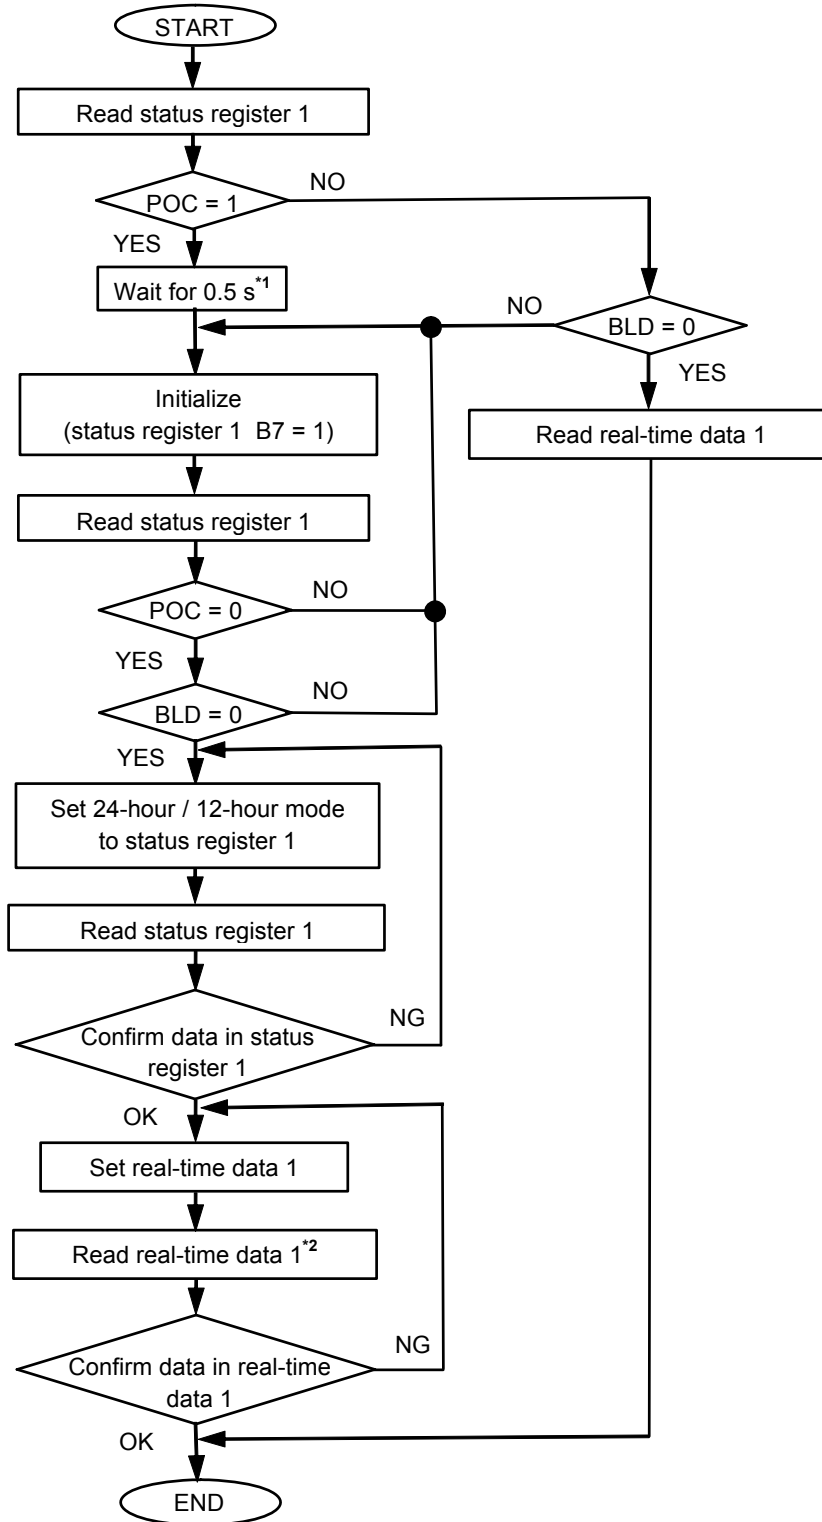 START
Read status register 1
POC = 1
NO
YES
Wait for 0.5 s*1
NO
BLD = 0
YES
Initialize
(status register 1  B7 = 1)
Read real-time data 1
Read status register 1
POC = 0
NO
YES
BLD = 0
NO
YES
Set 24-hour / 12-hour mode
to status register 1
Read status register 1
Confirm data in status
register 1
NG
OK
Set real-time data 1
Read real-time data 1*2
Confirm data in real-time
data 1
NG
OK
END